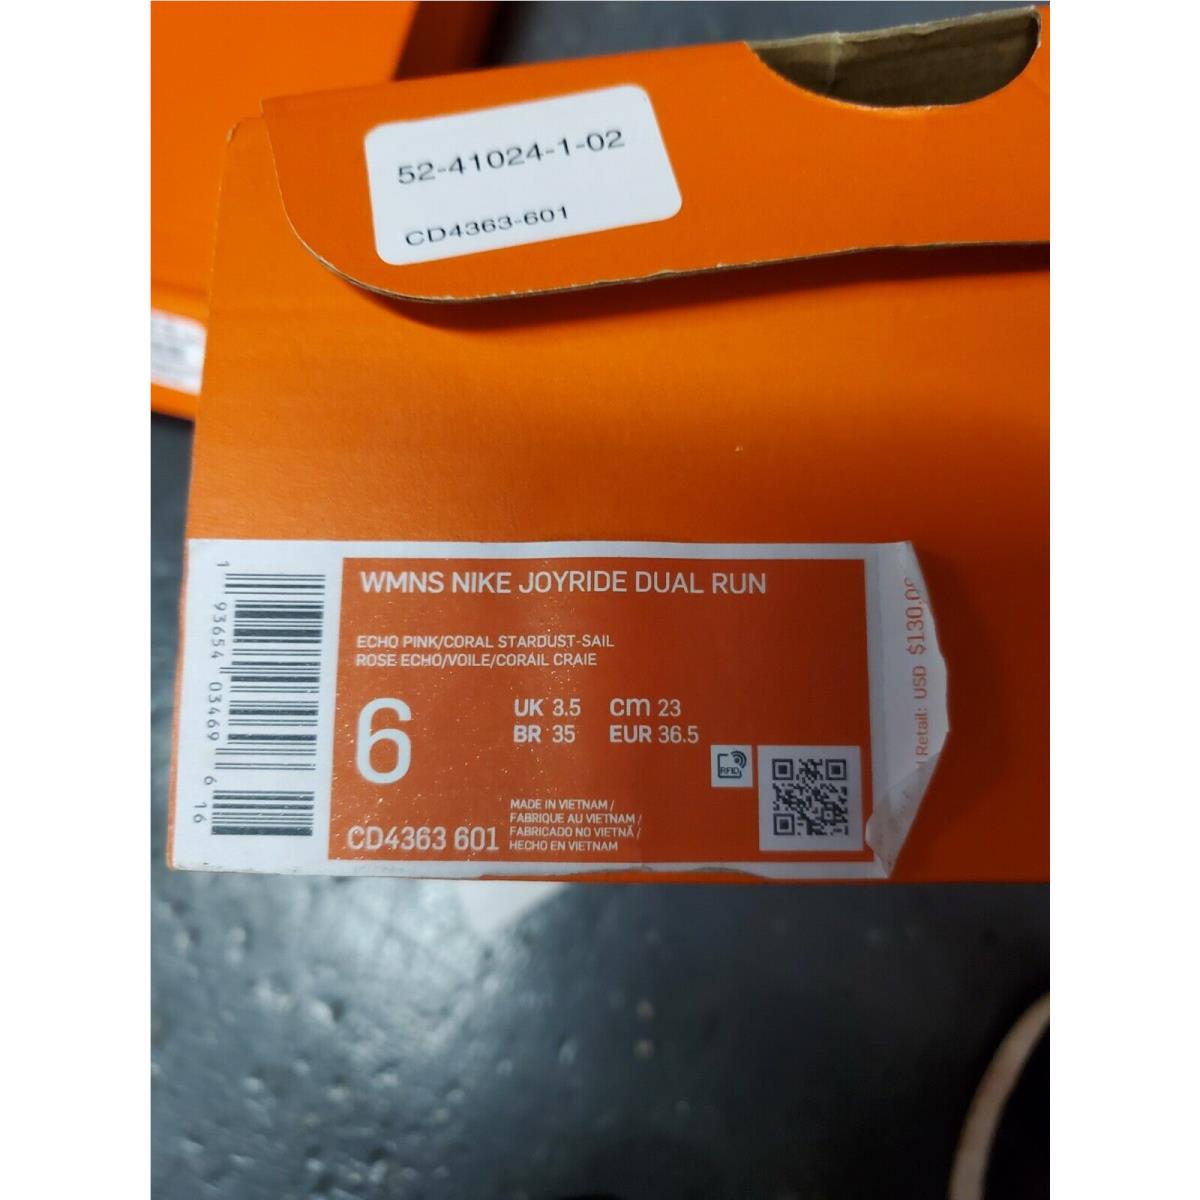 52-41024-1-02
CD4363-601
WMNS NIKE JOYRIDE DUAL RUN
ECHO PINK/CORAL STARDUST-SAIL
ROSE ECHO/VOILE/CORAIL CRAIE
6
UK 3.5 cm 23
BR 35 EUR 36.5
RFID
MADE IN VIETNAM /
FABRIQUE AU VIETNAM /
FABRICADO NO VIETNÃ /
HECHO EN VIETNAM
CD4363 601
1 93654 03469 6 16
Retail: USD $130.00